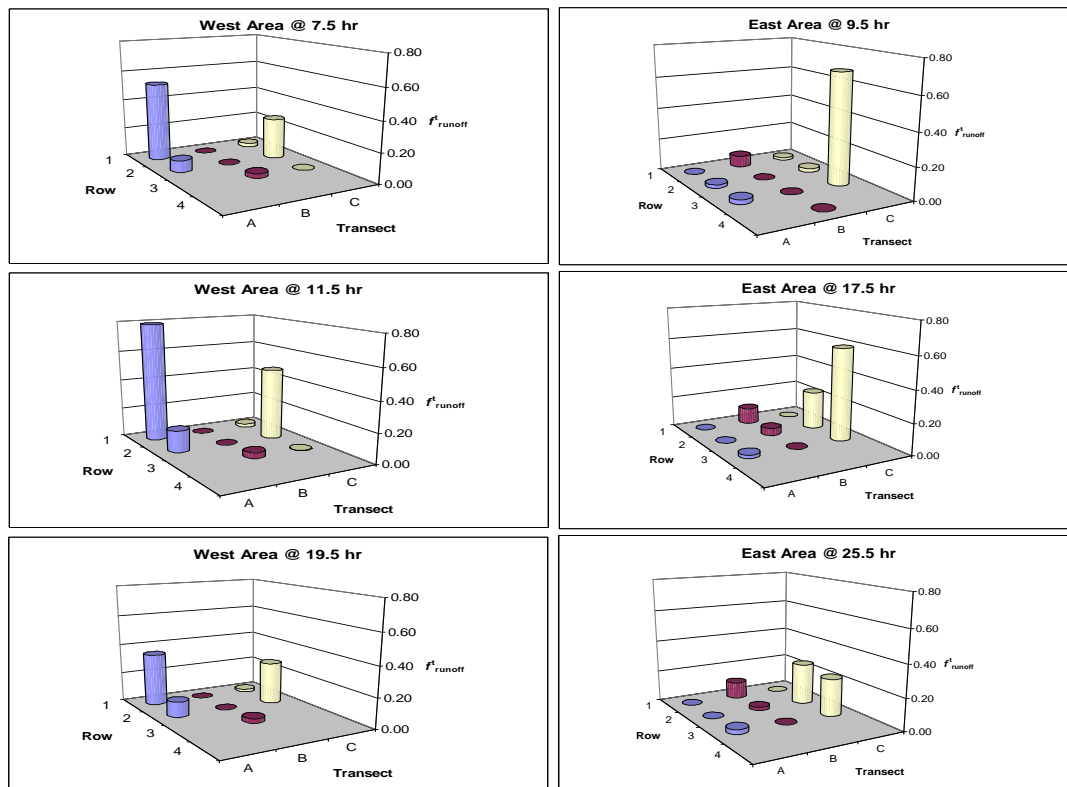 West Area @ 7.5 hr
0.80
0.60
0.40
0.20
0.00
fᵗrunoff
1
2
3
4
Row
A
B
C
Transect
East Area @ 9.5 hr
0.80
0.60
0.40
0.20
0.00
fᵗrunoff
1
2
3
4
Row
A
B
C
Transect
West Area @ 11.5 hr
0.80
0.60
0.40
0.20
0.00
fᵗrunoff
1
2
3
4
Row
A
B
C
Transect
East Area @ 17.5 hr
0.80
0.60
0.40
0.20
0.00
fᵗrunoff
1
2
3
4
Row
A
B
C
Transect
West Area @ 19.5 hr
0.80
0.60
0.40
0.20
0.00
fᵗrunoff
1
2
3
4
Row
A
B
C
Transect
East Area @ 25.5 hr
0.80
0.60
0.40
0.20
0.00
fᵗrunoff
1
2
3
4
Row
A
B
C
Transect